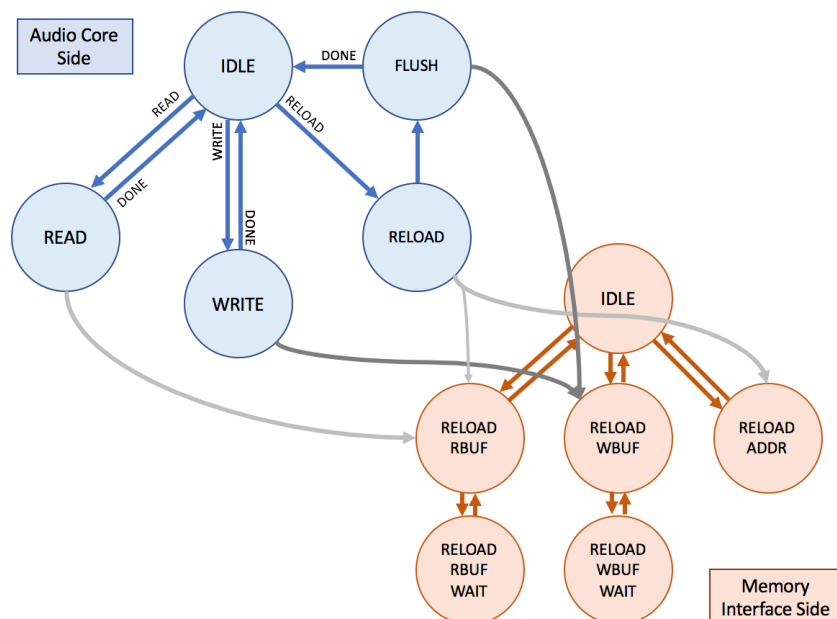 Audio Core
Side
IDLE
DONE
FLUSH
READ
DONE
WRITE
DONE
RELOAD
READ
WRITE
RELOAD
IDLE
RELOAD
RBUF
RELOAD
WBUF
RELOAD
ADDR
RELOAD
RBUF
WAIT
RELOAD
WBUF
WAIT
Memory
Interface Side